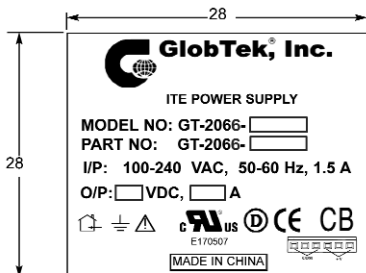 28
28
GlobTek®, Inc.
ITE POWER SUPPLY
MODEL NO: GT-2066-
PART NO: GT-2066-
I/P: 100-240 VAC, 50-60 Hz, 1.5 A
O/P: VDC, A
c RU US D CE CB
E170507
MADE IN CHINA